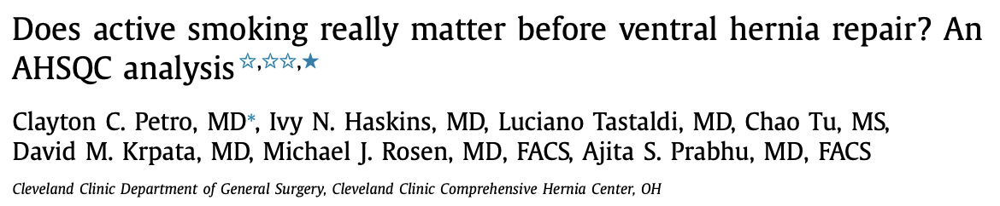 Does active smoking really matter before ventral hernia repair? An
AHSQC analysis☆,☆☆,★
Clayton C. Petro, MD*, Ivy N. Haskins, MD, Luciano Tastaldi, MD, Chao Tu, MS,
David M. Krpata, MD, Michael J. Rosen, MD, FACS, Ajita S. Prabhu, MD, FACS
Cleveland Clinic Department of General Surgery, Cleveland Clinic Comprehensive Hernia Center, OH